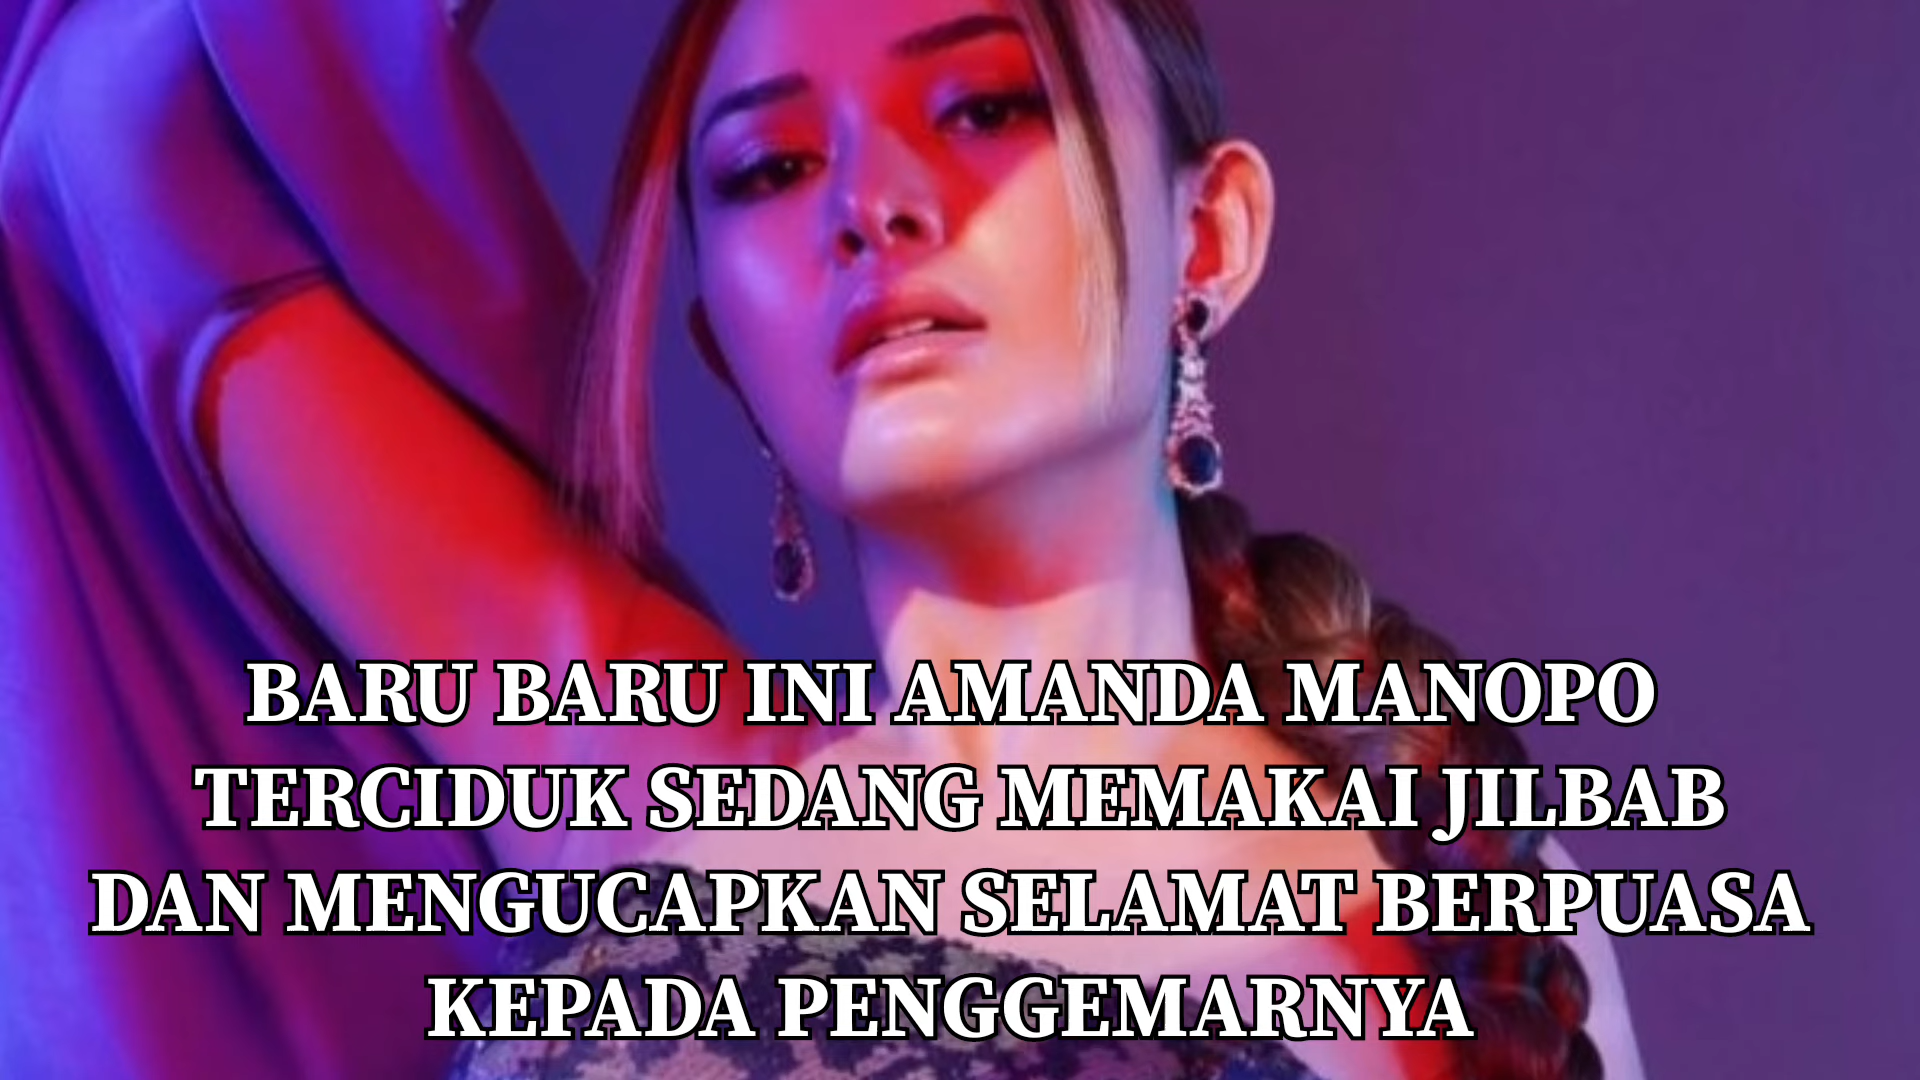 BARU BARU INI AMANDA MANOPO
TERCIDUK SEDANG MEMAKAI JILBAB
DAN MENGUCAPKAN SELAMAT BERPUASA
KEPADA PENGGEMARNYA